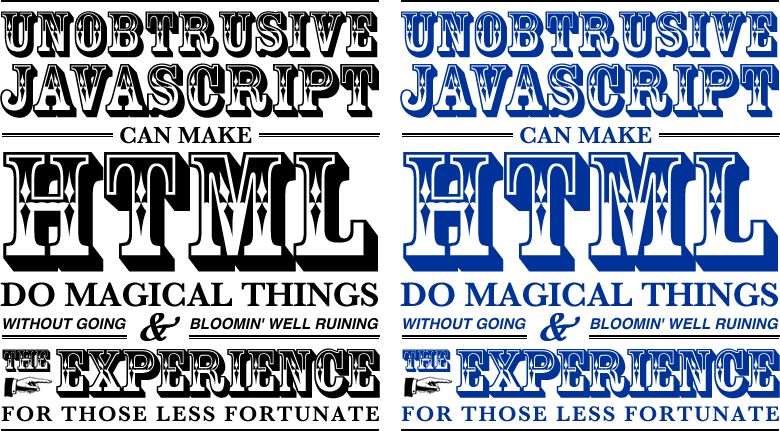 UNOBTRUSIVE
JAVASCRIPT
CAN MAKE
HTML
DO MAGICAL THINGS
WITHOUT GOING & BLOOMIN' WELL RUINING
THE EXPERIENCE
FOR THOSE LESS FORTUNATE
UNOBTRUSIVE
JAVASCRIPT
CAN MAKE
HTML
DO MAGICAL THINGS
WITHOUT GOING & BLOOMIN' WELL RUINING
THE EXPERIENCE
FOR THOSE LESS FORTUNATE